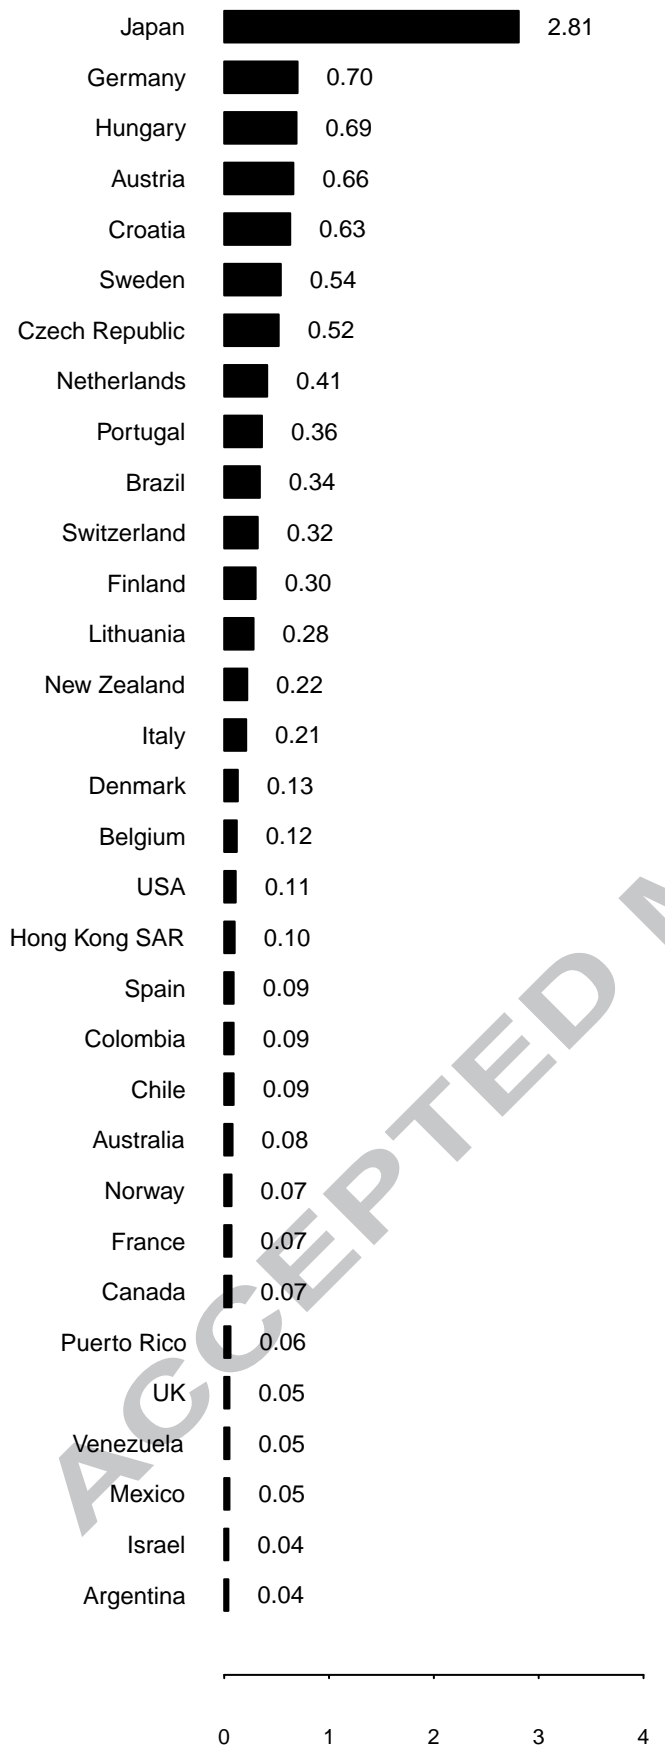 Japan 2.81
Germany 0.70
Hungary 0.69
Austria 0.66
Croatia 0.63
Sweden 0.54
Czech Republic 0.52
Netherlands 0.41
Portugal 0.36
Brazil 0.34
Switzerland 0.32
Finland 0.30
Lithuania 0.28
New Zealand 0.22
Italy 0.21
Denmark 0.13
Belgium 0.12
USA 0.11
Hong Kong SAR 0.10
Spain 0.09
Colombia 0.09
Chile 0.09
Australia 0.08
Norway 0.07
France 0.07
Canada 0.07
Puerto Rico 0.06
UK 0.05
Venezuela 0.05
Mexico 0.05
Israel 0.04
Argentina 0.04
0 1 2 3 4
ACCEPTED